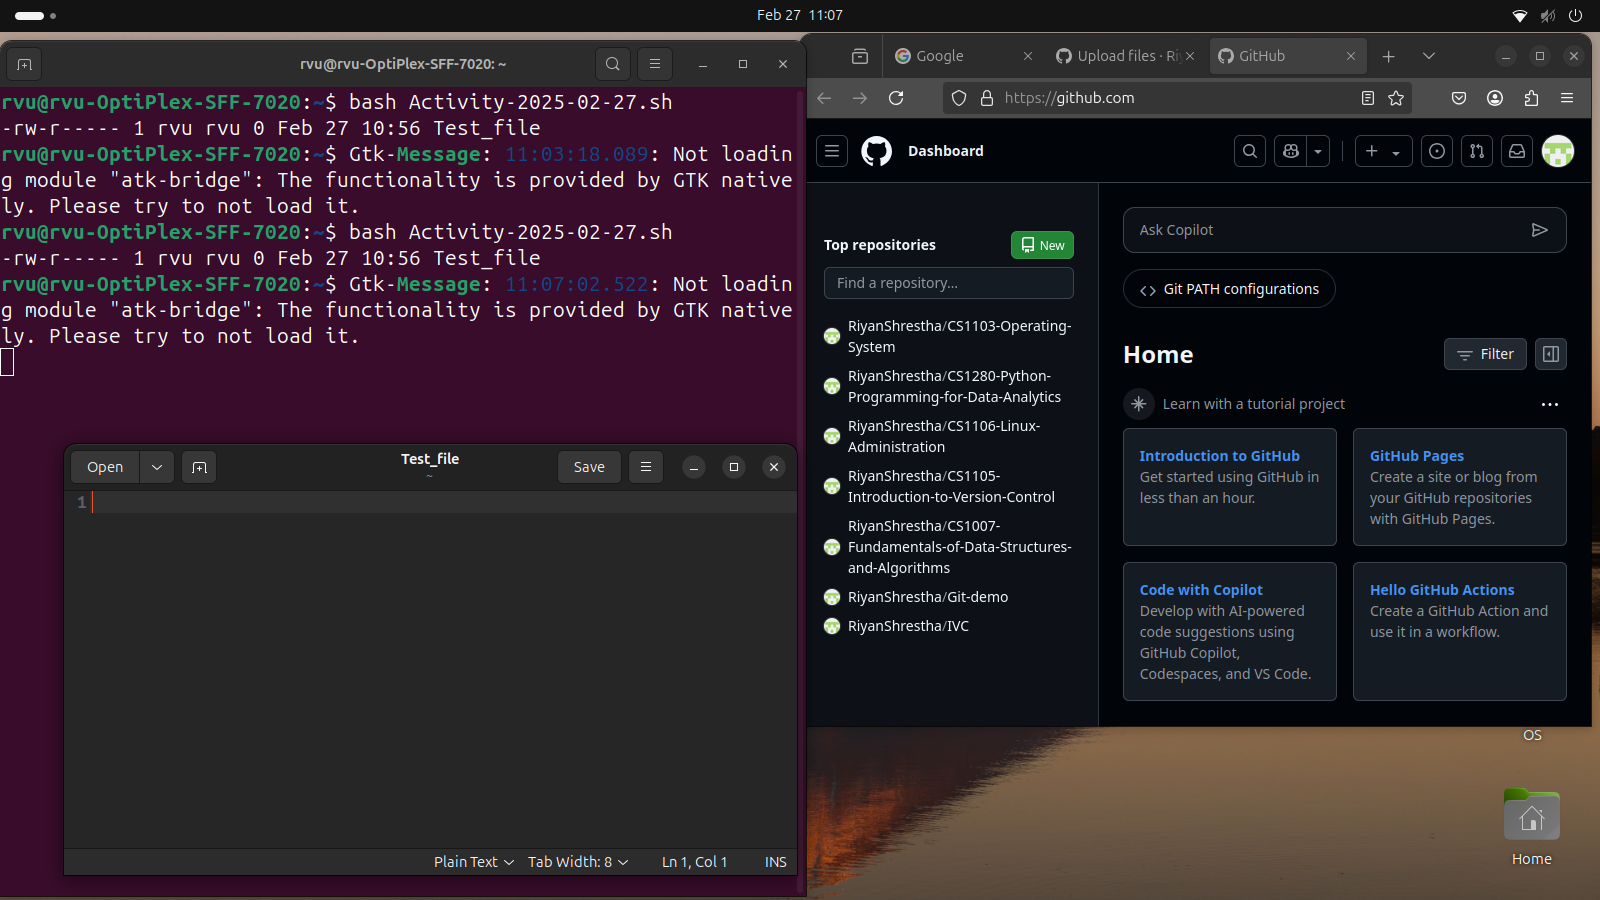 Feb 27 11:07
rvu@rvu-OptiPlex-SFF-7020: ~
rvu@rvu-OptiPlex-SFF-7020:~$ bash Activity-2025-02-27.sh
-rw-r----- 1 rvu rvu 0 Feb 27 10:56 Test_file
rvu@rvu-OptiPlex-SFF-7020:~$ Gtk-Message: 11:03:18.089: Not loadin
g module "atk-bridge": The functionality is provided by GTK native
ly. Please try to not load it.
rvu@rvu-OptiPlex-SFF-7020:~$ bash Activity-2025-02-27.sh
-rw-r----- 1 rvu rvu 0 Feb 27 10:56 Test_file
rvu@rvu-OptiPlex-SFF-7020:~$ Gtk-Message: 11:07:02.522: Not loadin
g module "atk-bridge": The functionality is provided by GTK native
ly. Please try to not load it.
Open
Test_file
~
Save
1
Plain Text
Tab Width: 8
Ln 1, Col 1
INS
Google
Upload files · Riy
GitHub
https://github.com
Dashboard
Top repositories
New
Find a repository...
RiyanShrestha/CS1103-Operating-
System
RiyanShrestha/CS1280-Python-
Programming-for-Data-Analytics
RiyanShrestha/CS1106-Linux-
Administration
RiyanShrestha/CS1105-
Introduction-to-Version-Control
RiyanShrestha/CS1007-
Fundamentals-of-Data-Structures-
and-Algorithms
RiyanShrestha/Git-demo
RiyanShrestha/IVC
Ask Copilot
Git PATH configurations
Home
Filter
Learn with a tutorial project
Introduction to GitHub
Get started using GitHub in
less than an hour.
GitHub Pages
Create a site or blog from
your GitHub repositories
with GitHub Pages.
Code with Copilot
Develop with AI-powered
code suggestions using
GitHub Copilot,
Codespaces, and VS Code.
Hello GitHub Actions
Create a GitHub Action and
use it in a workflow.
OS
Home